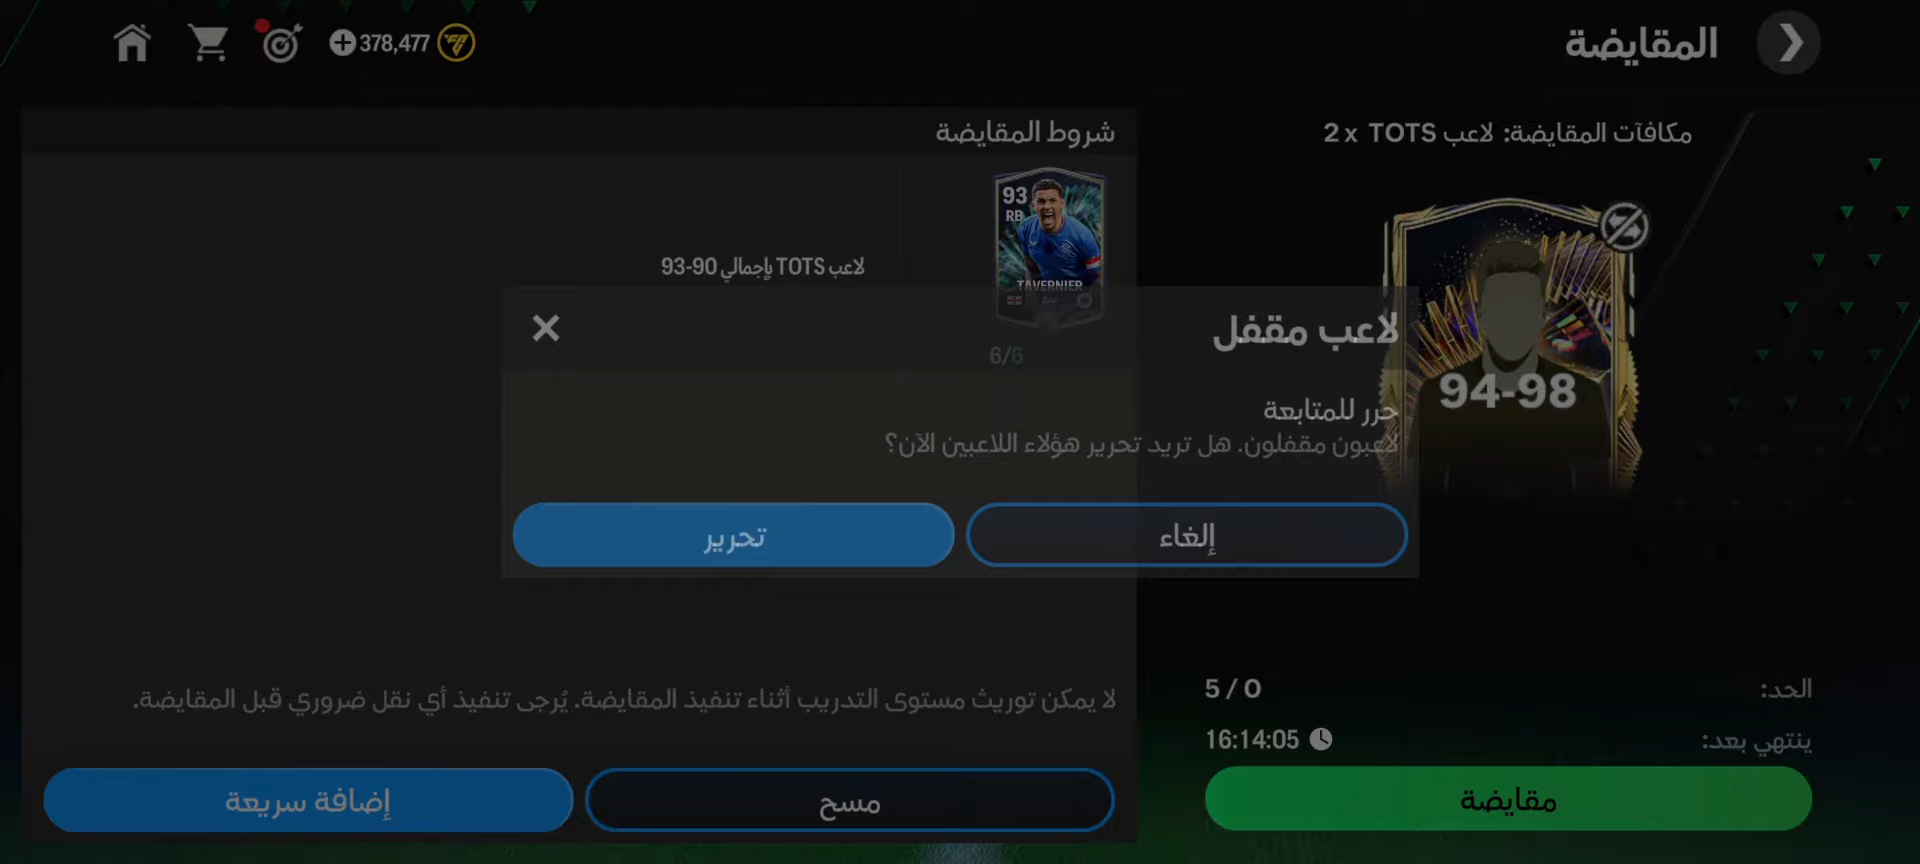 المقايضة
378,477
مكافآت المقايضة: لاعب TOTS 2 x
94-98
شروط المقايضة
93
RB
TAVERNIER
لاعب TOTS بإجمالي 90-93
6/6
لاعب مقفل
حرر للمتابعة
لاعبون مقفلون. هل تريد تحرير هؤلاء اللاعبين الآن؟
إلغاء
تحرير
لا يمكن توريث مستوى التدريب أثناء تنفيذ المقايضة. يُرجى تنفيذ أي نقل ضروري قبل المقايضة.
الحد:
5 / 0
ينتهي بعد:
16:14:05
مقايضة
مسح
إضافة سريعة